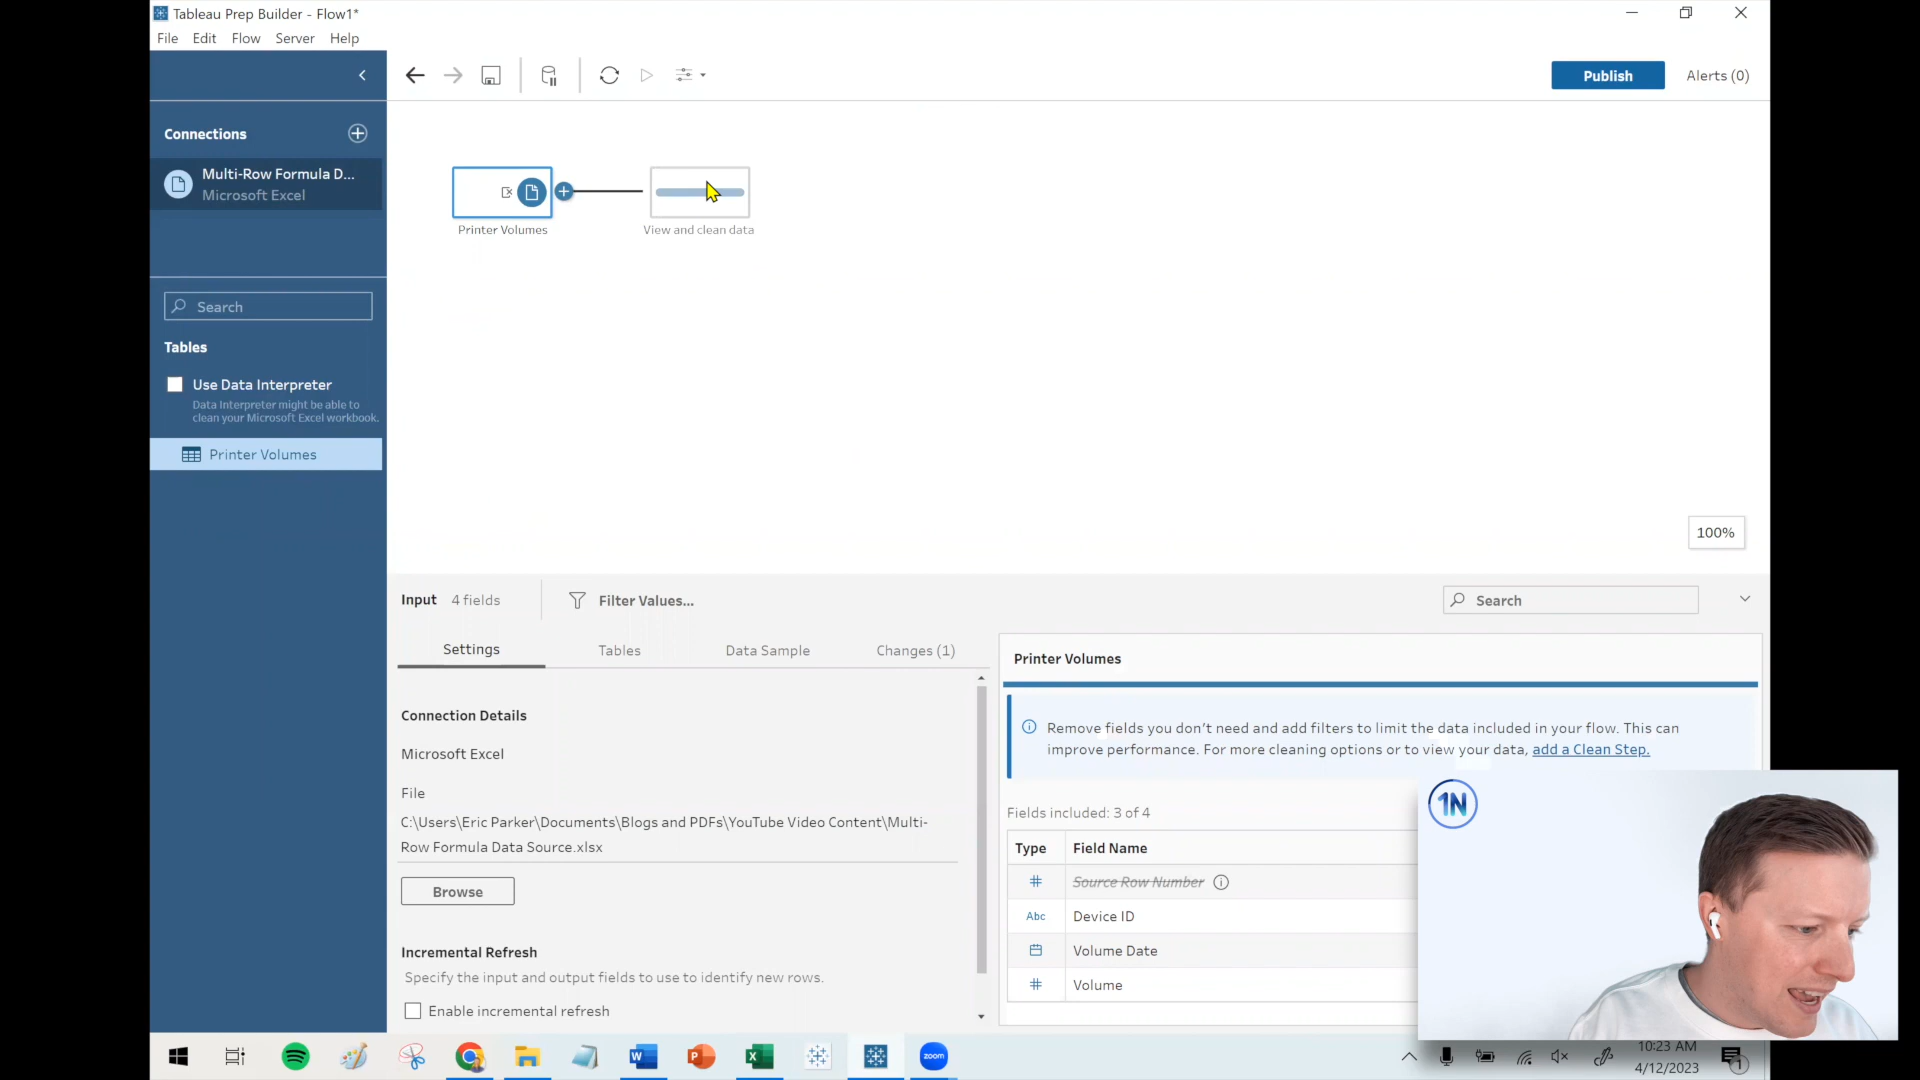 Tableau Prep Builder - Flow1*
File Edit Flow Server Help
Publish
Alerts (0)
Connections
Multi-Row Formula D...
Microsoft Excel
Search
Tables
Use Data Interpreter
Data Interpreter might be able to
clean your Microsoft Excel workbook.
Printer Volumes
Printer Volumes
View and clean data
100%
Input 4 fields
Filter Values...
Search
Settings
Tables
Data Sample
Changes (1)
Connection Details
Microsoft Excel
File
C:\Users\Eric Parker\Documents\Blogs and PDFs\YouTube Video Content\Multi-
Row Formula Data Source.xlsx
Browse
Incremental Refresh
Specify the input and output fields to use to identify new rows.
Enable incremental refresh
Printer Volumes
Remove fields you don't need and add filters to limit the data included in your flow. This can
improve performance. For more cleaning options or to view your data, add a Clean Step.
Fields included: 3 of 4
Type Field Name
# Source Row Number
Abc Device ID
Volume Date
# Volume
1N
W
P
X
zoom
10:23 AM
4/12/2023
1